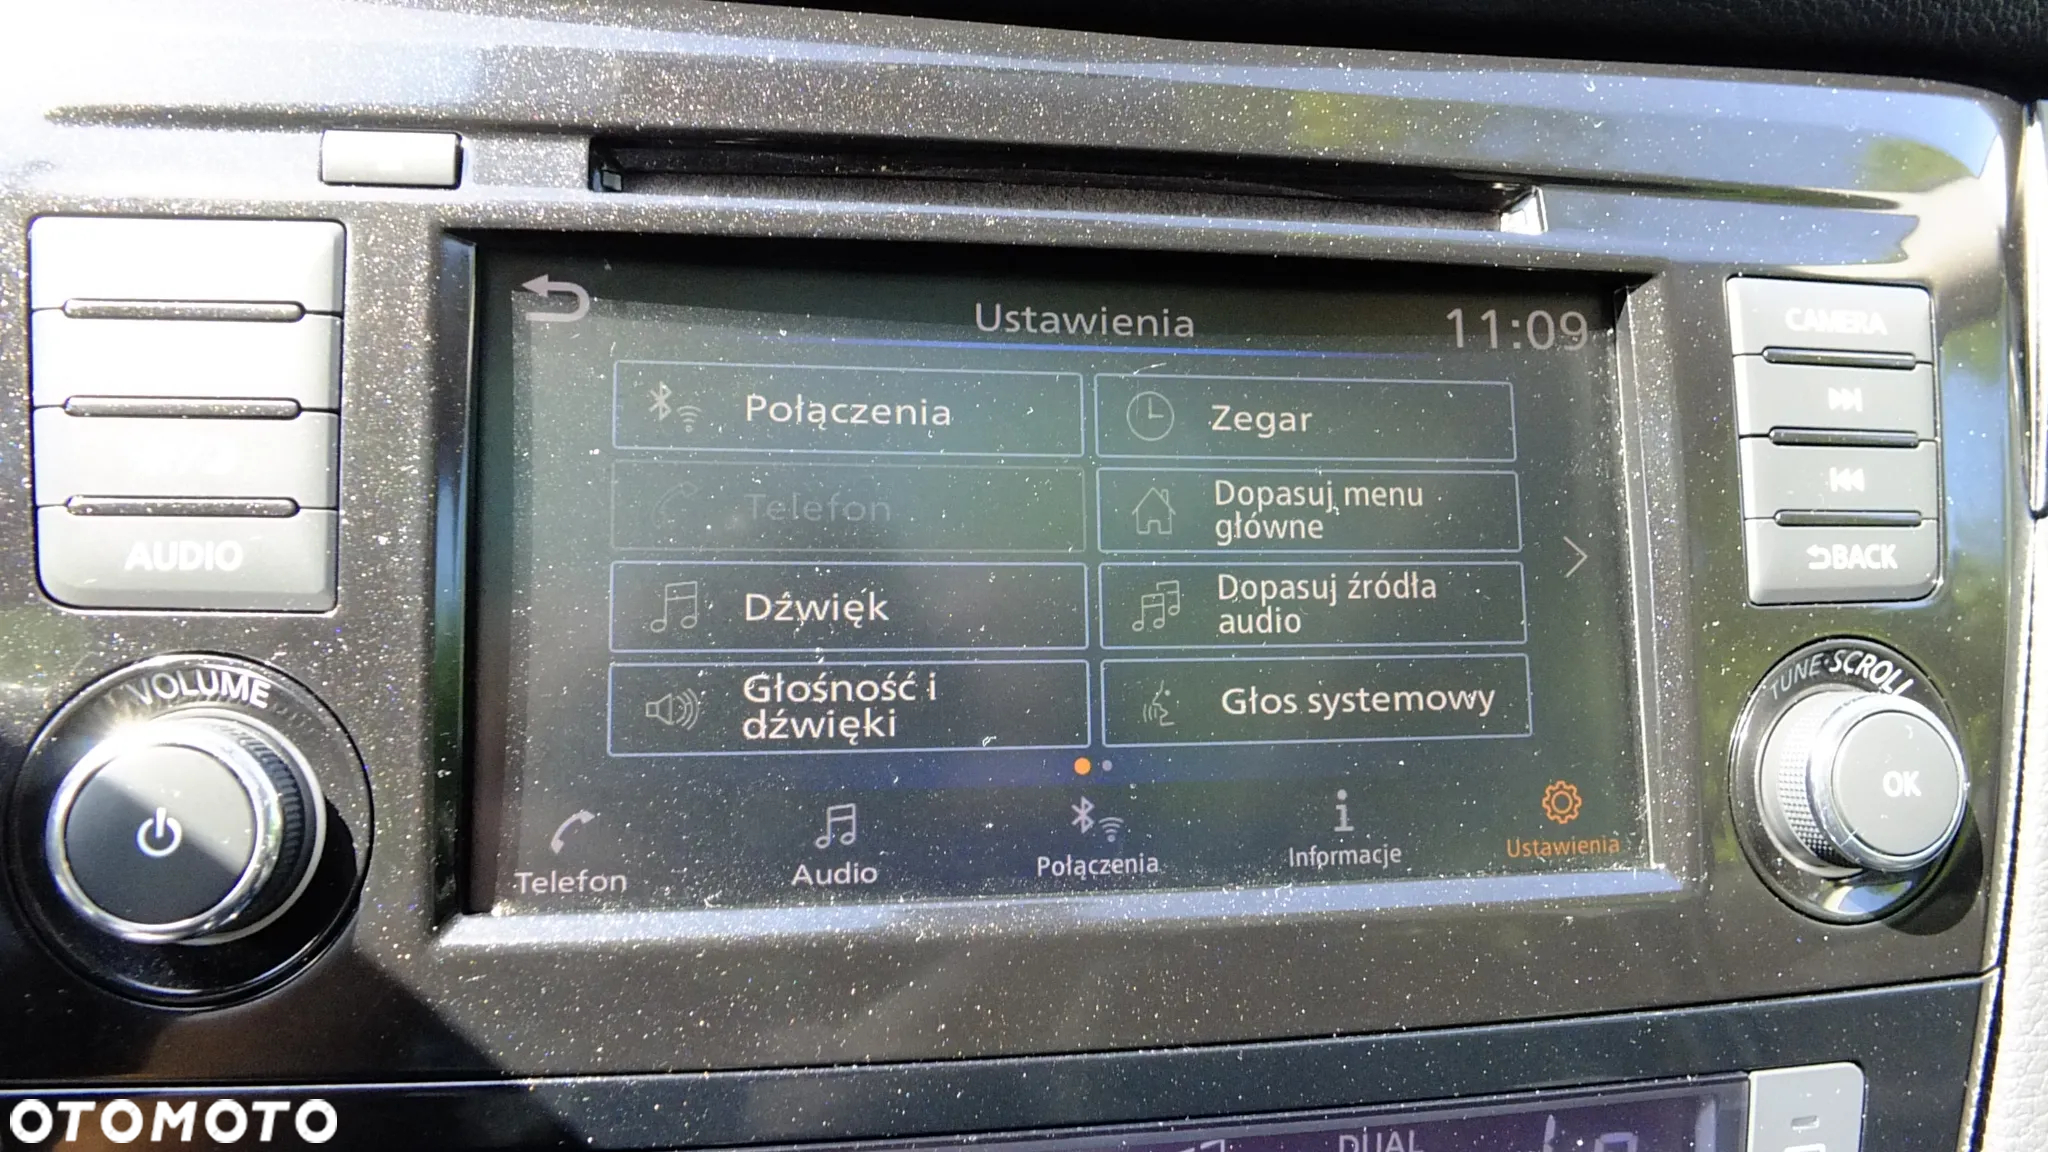 Ustawienia
11:09
Połączenia
Zegar
Telefon
Dopasuj menu
główne
Dźwięk
Dopasuj źródła
audio
Głośność i
dźwięki
Głos systemowy
Telefon
Audio
Połączenia
Informacje
Ustawienia
AUDIO
VOLUME
CAMERA
BACK
TUNE·SCROLL
OK
DUAL
OTOMOTO